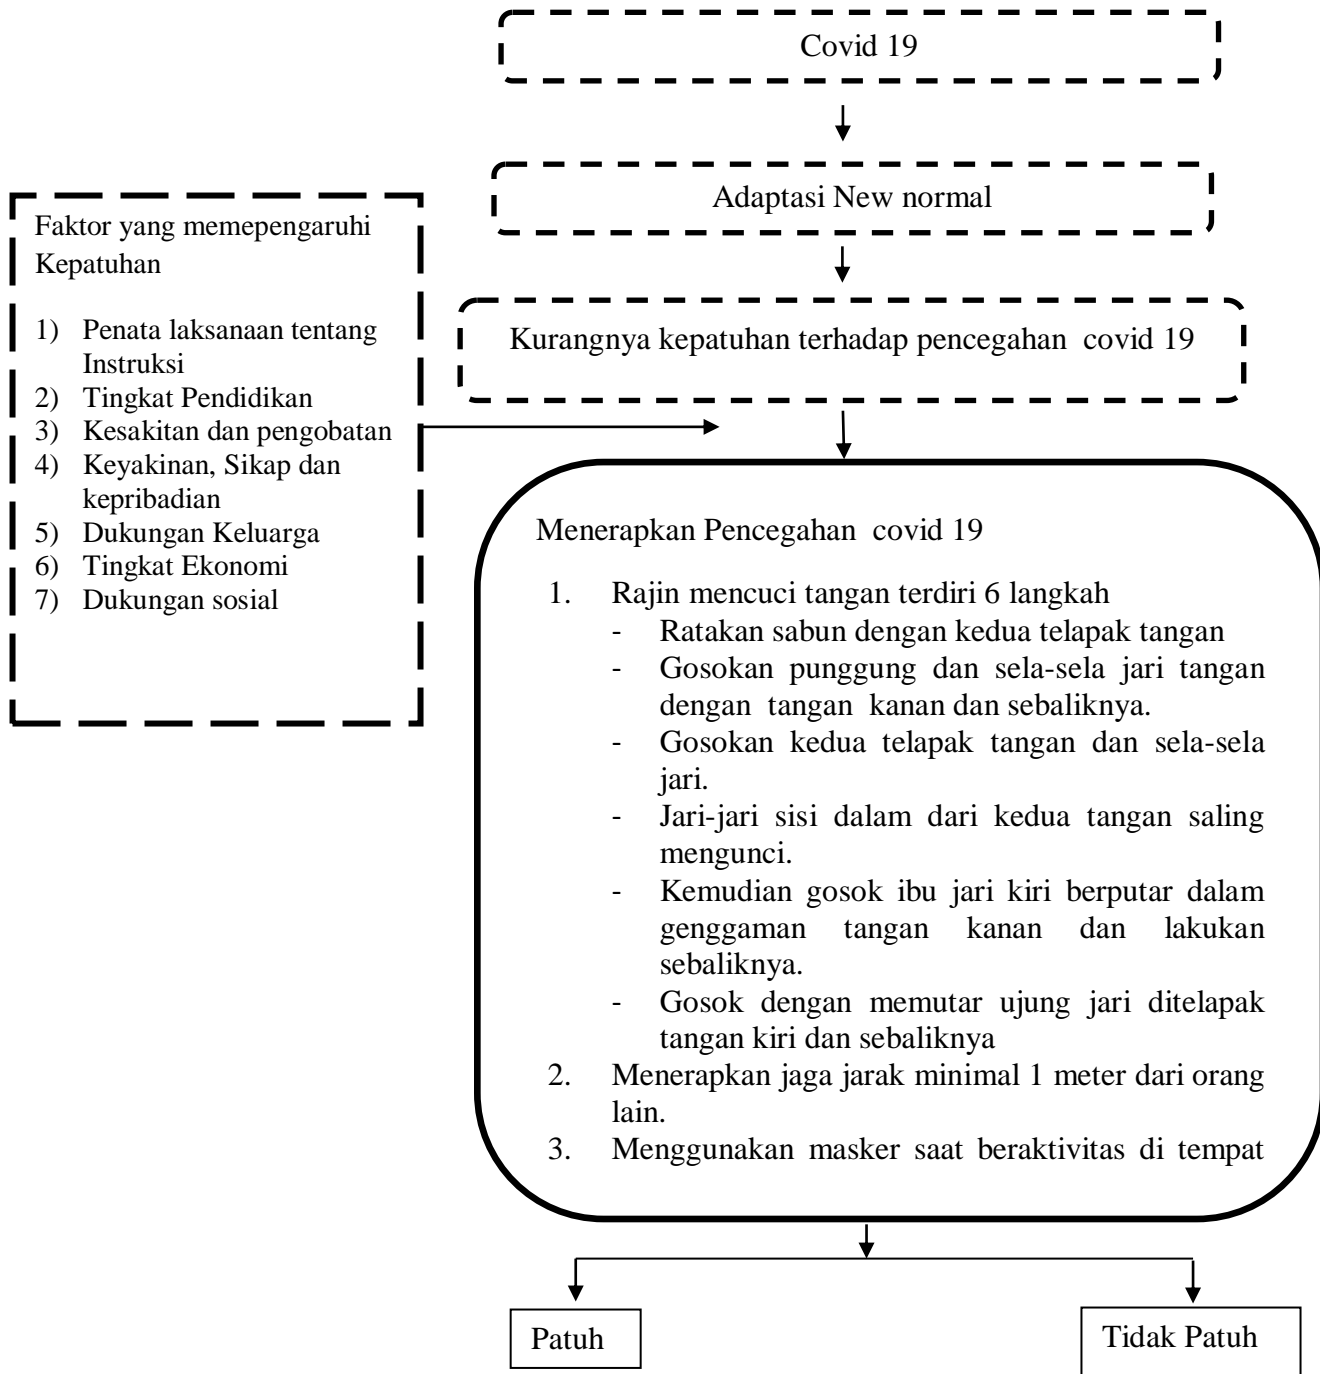 Covid 19
Adaptasi New normal
Faktor yang memepengaruhi
Kepatuhan
1) Penata laksanaan tentang
Instruksi
2) Tingkat Pendidikan
3) Kesakitan dan pengobatan
4) Keyakinan, Sikap dan
kepribadian
5) Dukungan Keluarga
6) Tingkat Ekonomi
7) Dukungan sosial
Kurangnya kepatuhan terhadap pencegahan covid 19
Menerapkan Pencegahan covid 19
1. Rajin mencuci tangan terdiri 6 langkah
- Ratakan sabun dengan kedua telapak tangan
- Gosokan punggung dan sela-sela jari tangan
dengan tangan kanan dan sebaliknya.
- Gosokan kedua telapak tangan dan sela-sela
jari.
- Jari-jari sisi dalam dari kedua tangan saling
mengunci.
- Kemudian gosok ibu jari kiri berputar dalam
genggaman tangan kanan dan lakukan
sebaliknya.
- Gosok dengan memutar ujung jari ditelapak
tangan kiri dan sebaliknya
2. Menerapkan jaga jarak minimal 1 meter dari orang
lain.
3. Menggunakan masker saat beraktivitas di tempat
Patuh
Tidak Patuh